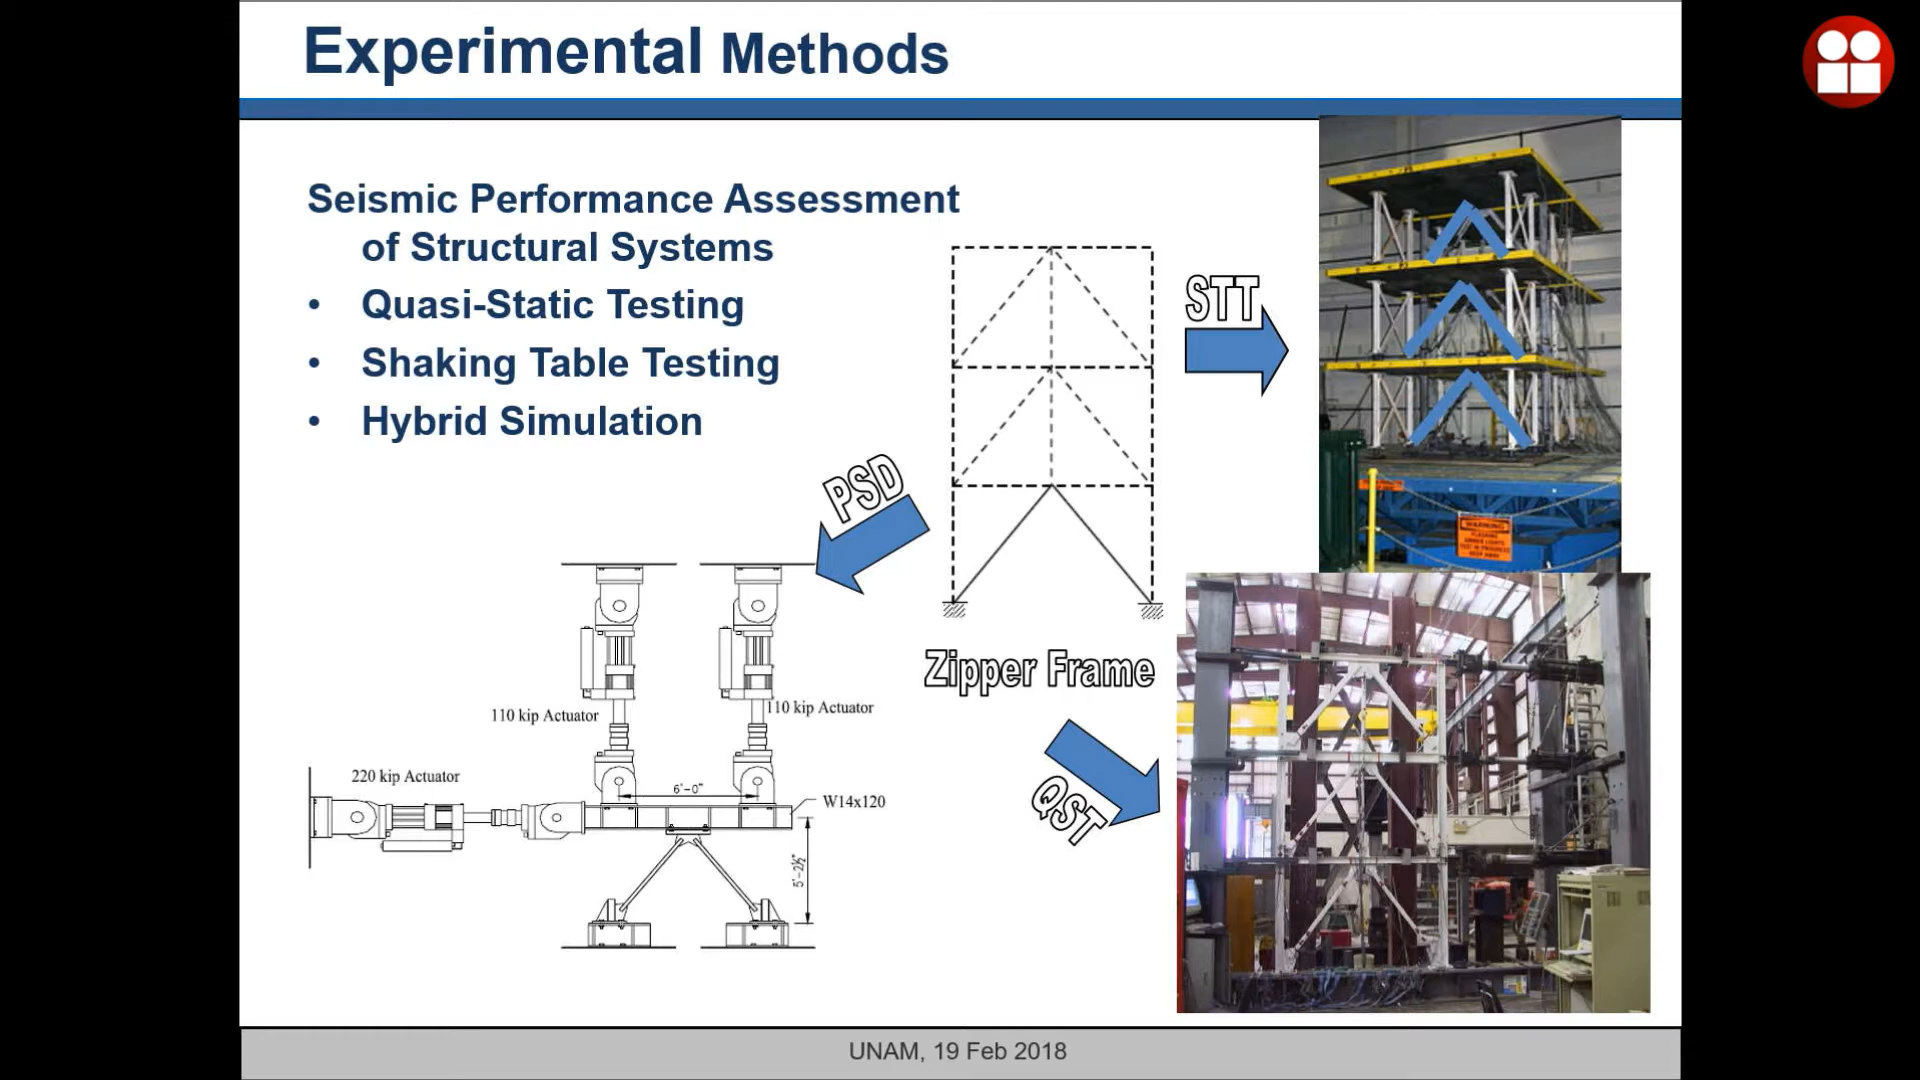 Experimental Methods
Seismic Performance Assessment
of Structural Systems
• Quasi-Static Testing
• Shaking Table Testing
• Hybrid Simulation
STT
PSD
Zipper Frame
QST
110 kip Actuator
110 kip Actuator
220 kip Actuator
6'-0"
W14x120
5'-2½"
WARNING
UNAM, 19 Feb 2018